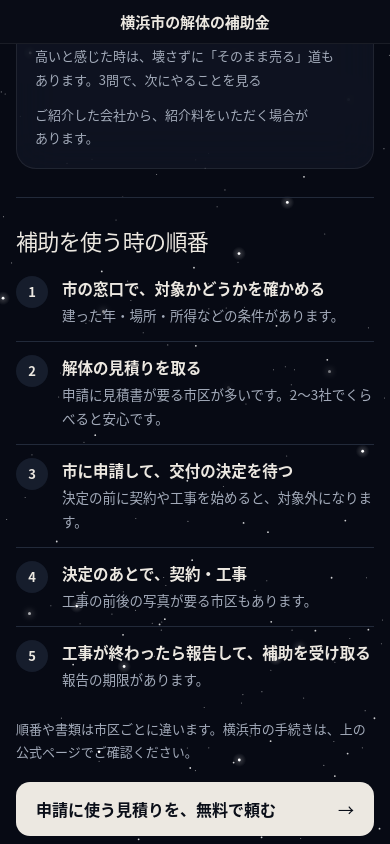 横浜市の解体の補助金
高いと感じた時は、壊さずに「そのまま売る」道も
あります。3問で、次にやることを見る
ご紹介した会社から、紹介料をいただく場合が
あります。
補助を使う時の順番
1
市の窓口で、対象かどうかを確かめる
建った年・場所・所得などの条件があります。
2
解体の見積りを取る
申請に見積書が要る市区が多いです。2〜3社でくら
べると安心です。
3
市に申請して、交付の決定を待つ
決定の前に契約や工事を始めると、対象外になりま
す。
4
決定のあとで、契約・工事
工事の前後の写真が要る市区もあります。
5
工事が終わったら報告して、補助を受け取る
報告の期限があります。
順番や書類は市区ごとに違います。横浜市の手続きは、上の
公式ページでご確認ください。
申請に使う見積りを、無料で頼む →